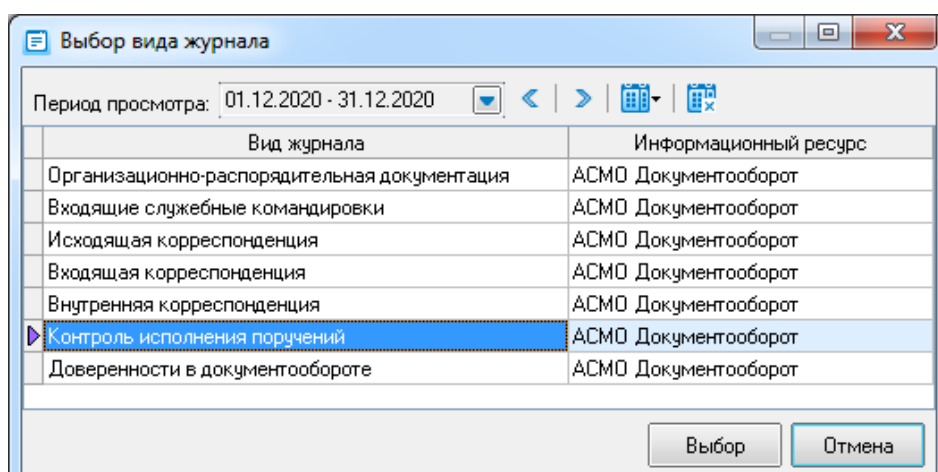 Выбор вида журнала
Период просмотра: 01.12.2020 - 31.12.2020
Вид журнала Информационный ресурс
Организационно-распорядительная документация АСМО Документооборот
Входящие служебные командировки АСМО Документооборот
Исходящая корреспонденция АСМО Документооборот
Входящая корреспонденция АСМО Документооборот
Внутренняя корреспонденция АСМО Документооборот
Контроль исполнения поручений АСМО Документооборот
Доверенности в документообороте АСМО Документооборот
Выбор Отмена